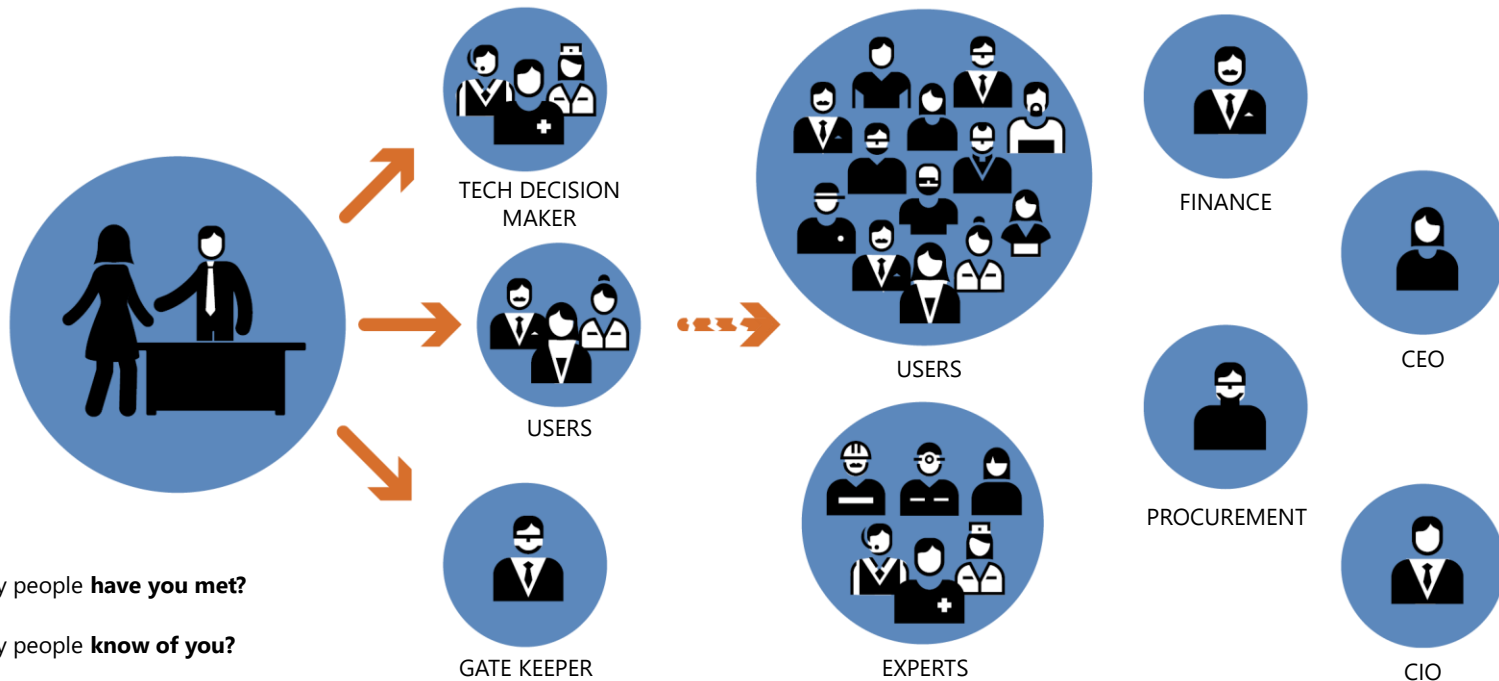 TECH DECISION
MAKER
USERS
GATE KEEPER
USERS
EXPERTS
FINANCE
PROCUREMENT
CEO
CIO
y people have you met?
y people know of you?